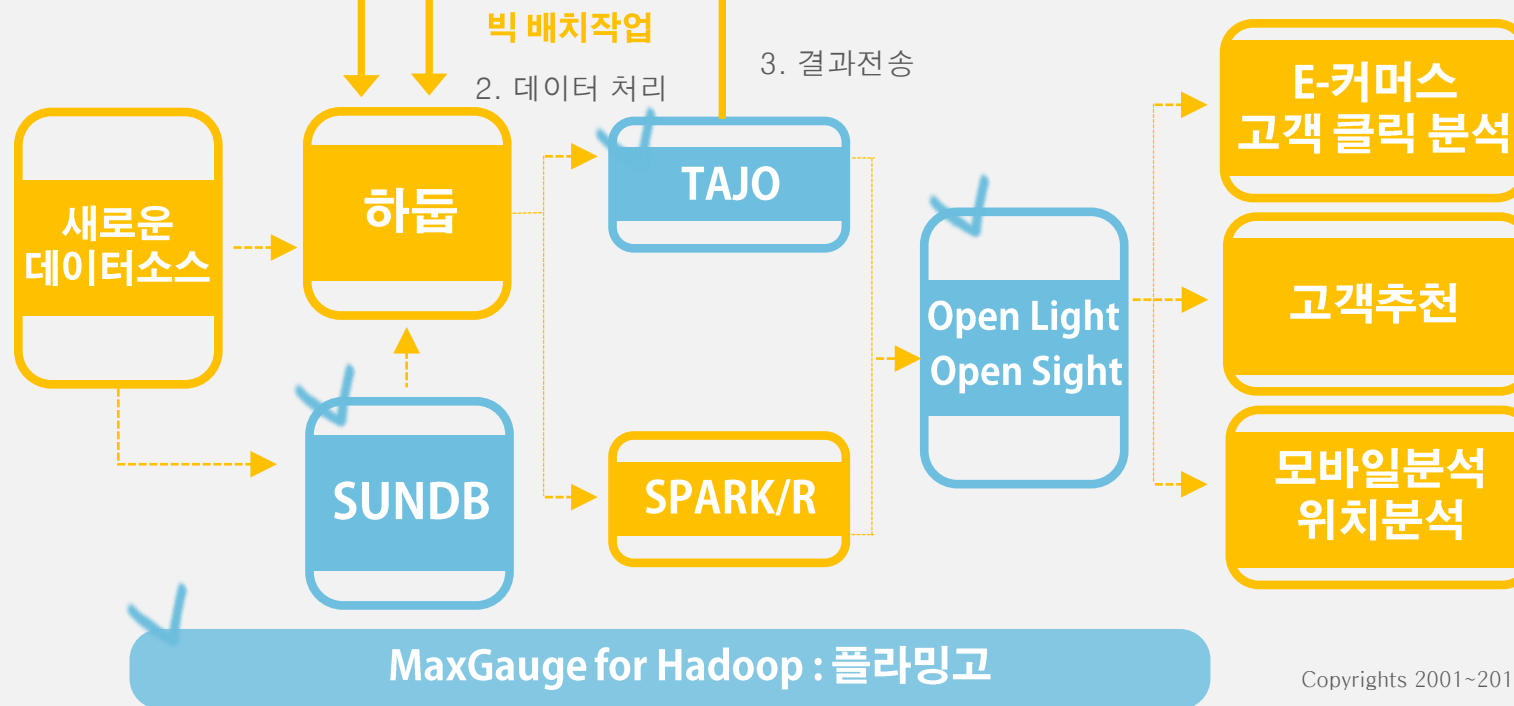 빅 배치작업
2. 데이터 처리
3. 결과전송
새로운
데이터소스
하둡
TAJO
SUNDB
SPARK/R
Open Light
Open Sight
E-커머스
고객 클릭 분석
고객추천
모바일분석
위치분석
MaxGauge for Hadoop : 플라밍고
Copyrights 2001~201